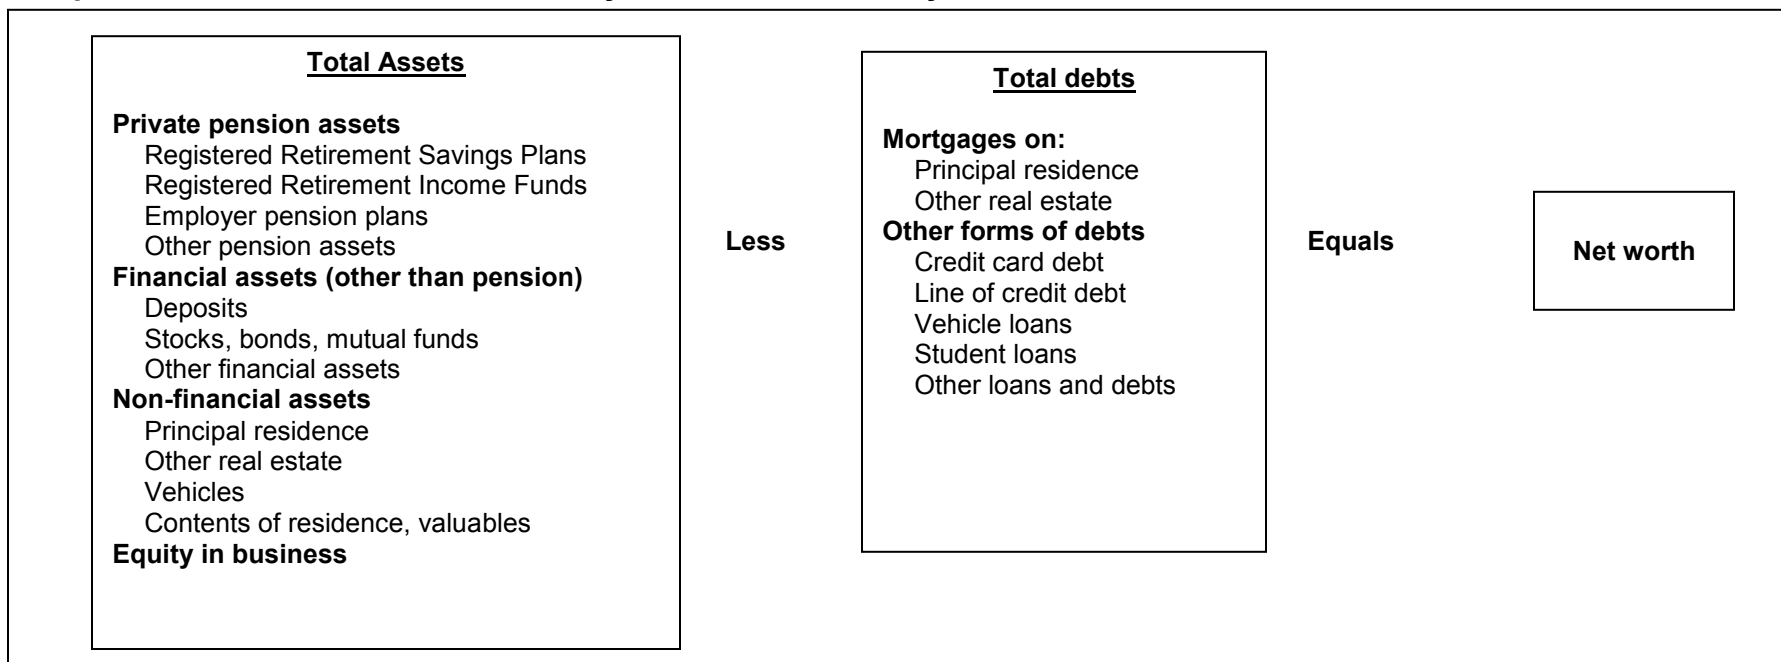 Total Assets
Private pension assets
Registered Retirement Savings Plans
Registered Retirement Income Funds
Employer pension plans
Other pension assets
Financial assets (other than pension)
Deposits
Stocks, bonds, mutual funds
Other financial assets
Non-financial assets
Principal residence
Other real estate
Vehicles
Contents of residence, valuables
Equity in business
Less
Total debts
Mortgages on:
Principal residence
Other real estate
Other forms of debts
Credit card debt
Line of credit debt
Vehicle loans
Student loans
Other loans and debts
Equals
Net worth